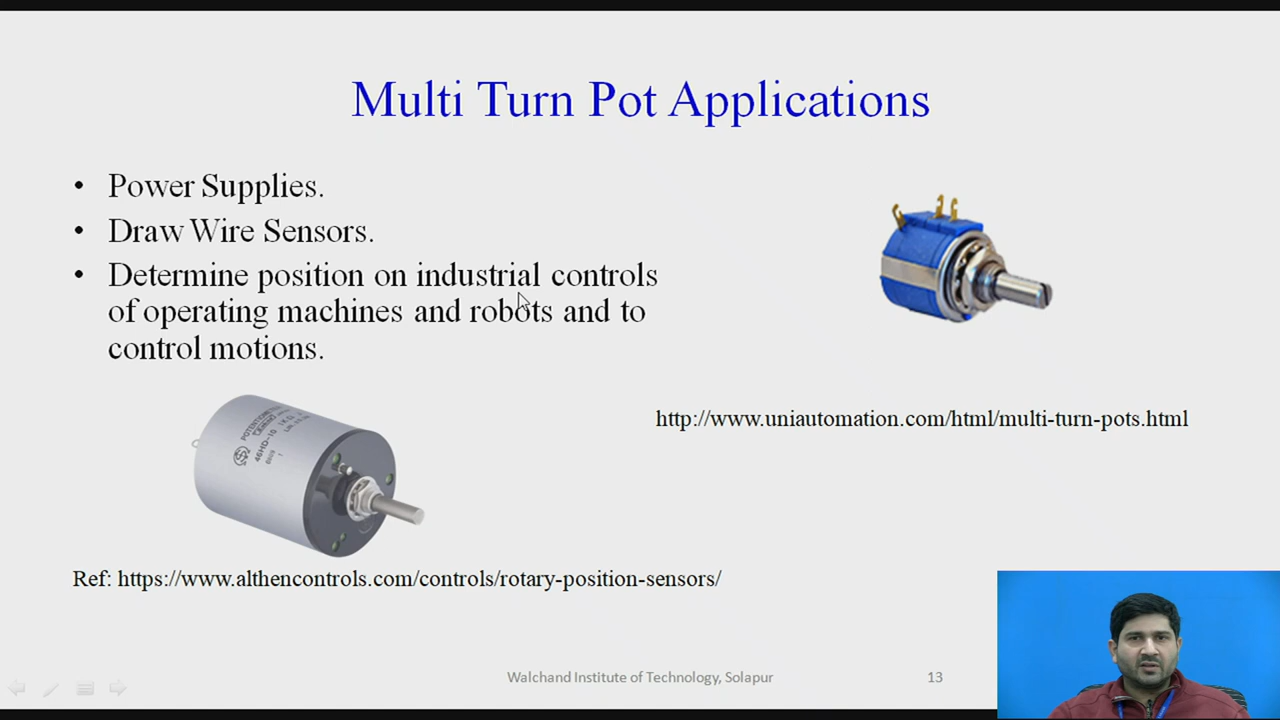 Multi Turn Pot Applications
• Power Supplies.
• Draw Wire Sensors.
• Determine position on industrial controls
of operating machines and robots and to
control motions.
http://www.uniautomation.com/html/multi-turn-pots.html
46HD-10
Ref: https://www.althencontrols.com/controls/rotary-position-sensors/
Walchand Institute of Technology, Solapur
13